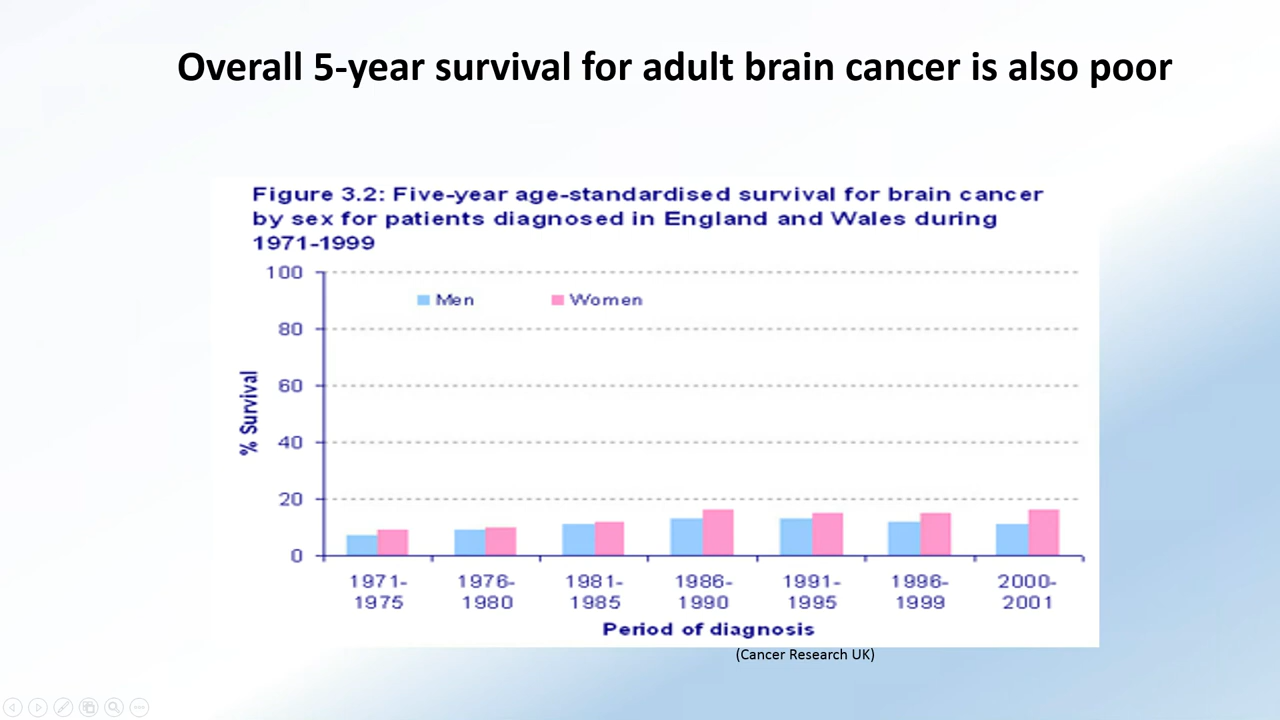 Overall 5-year survival for adult brain cancer is also poor
Figure 3.2: Five-year age-standardised survival for brain cancer
by sex for patients diagnosed in England and Wales during
1971-1999
% Survival
100
80
60
40
20
0
Men
Women
1971-
1975
1976-
1980
1981-
1985
1986-
1990
1991-
1995
1996-
1999
2000-
2001
Period of diagnosis
(Cancer Research UK)